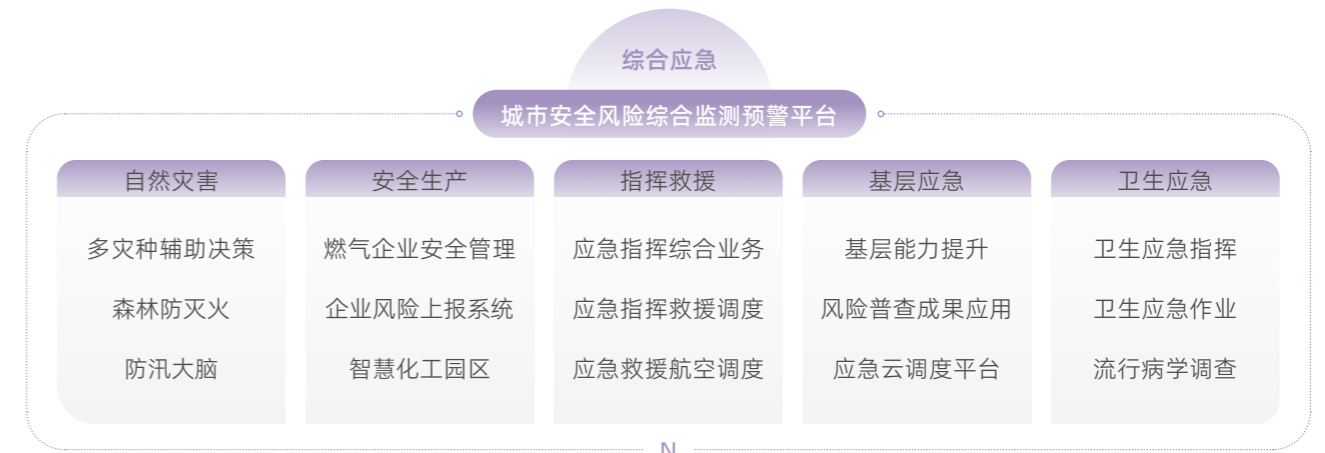 综合应急
城市安全风险综合监测预警平台
自然灾害
多灾种辅助决策
森林防灭火
防汛大脑
安全生产
燃气企业安全管理
企业风险上报系统
智慧化工园区
指挥救援
应急指挥综合业务
应急指挥救援调度
应急救援航空调度
基层应急
基层能力提升
风险普查成果应用
应急云调度平台
卫生应急
卫生应急指挥
卫生应急作业
流行病学调查
N